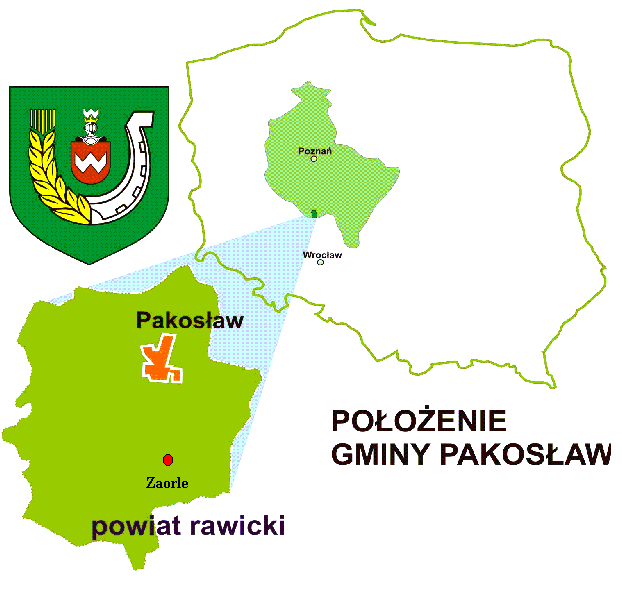 Poznań
Wrocław
Pakosław
Zaorle
powiat rawicki
POŁOŻENIE
GMINY PAKOSŁAW